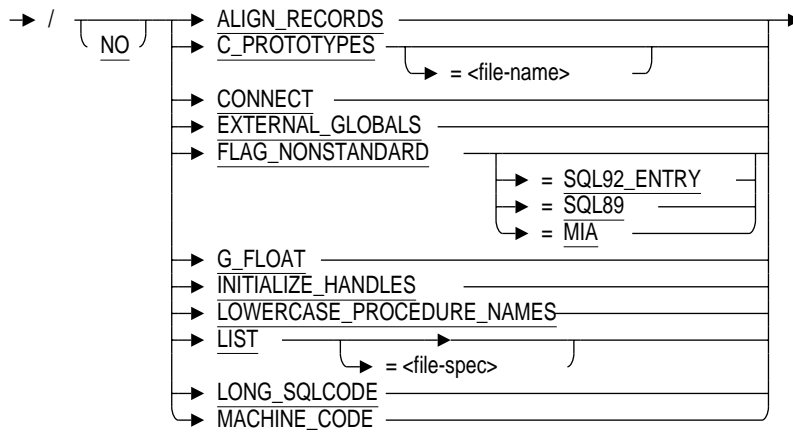 / ALIGN_RECORDS
NO C_PROTOTYPES
= <file-name>
CONNECT
EXTERNAL_GLOBALS
FLAG_NONSTANDARD
= SQL92_ENTRY
= SQL89
= MIA
G_FLOAT
INITIALIZE_HANDLES
LOWERCASE_PROCEDURE_NAMES
LIST
= <file-spec>
LONG_SQLCODE
MACHINE_CODE